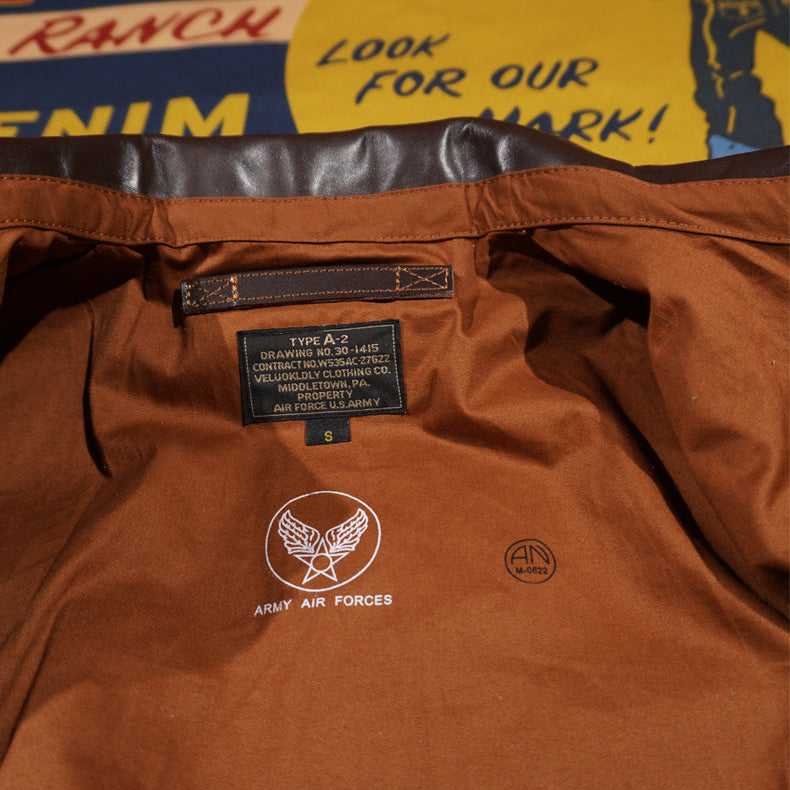 RANCH
LOOK
FOR OUR
MARK!
ENIM
TYPE A-2
DRAWING NO.30-1415
CONTRACT NO.W535AC-27622
VELUOKLDLY CLOTHING CO.
MIDDLETOWN, PA.
PROPERTY
AIR FORCE U.S.ARMY
S
ARMY AIR FORCES
AN
M-0622